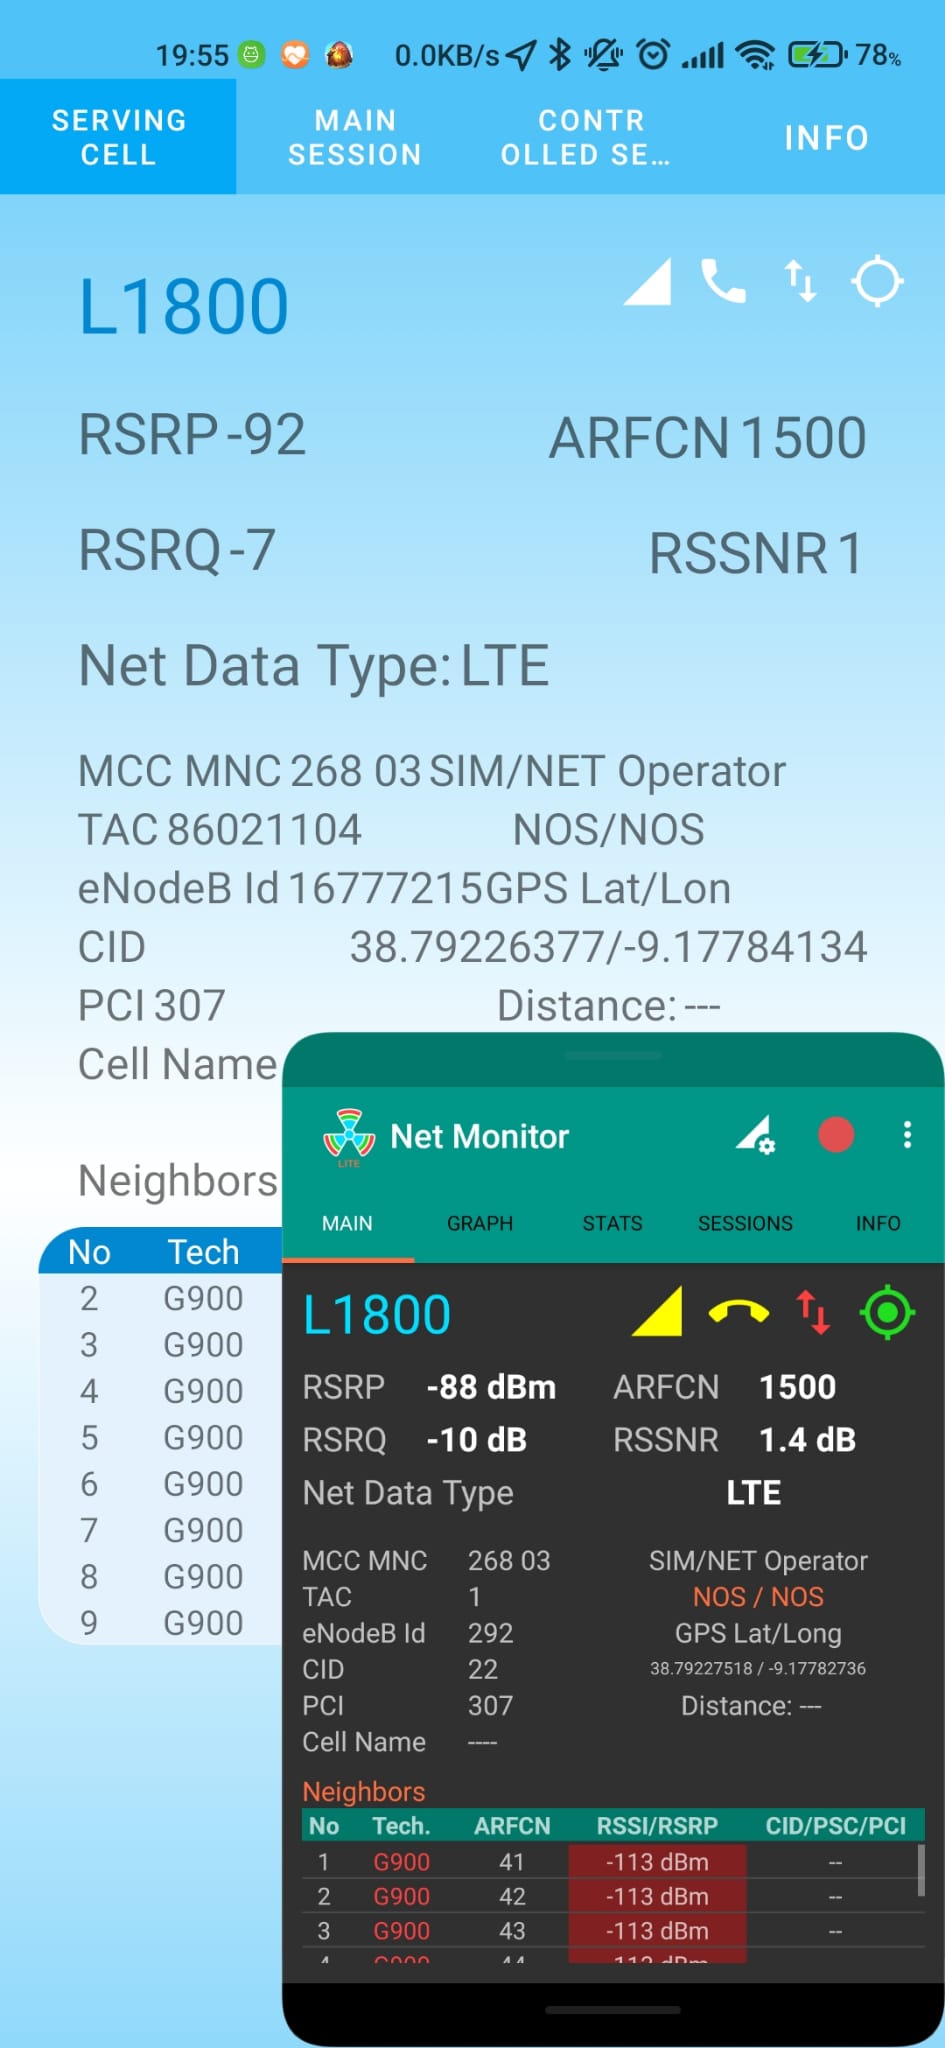 19:55 0.0KB/s 78%
SERVING CELL
MAIN SESSION
CONTR
OLLED SE...
INFO
L1800
RSRP -92 ARFCN 1500
RSRQ -7 RSSNR 1
Net Data Type: LTE
MCC MNC 268 03 SIM/NET Operator
TAC 86021104 NOS/NOS
eNodeB Id 16777215 GPS Lat/Lon
CID 38.79226377/-9.17784134
PCI 307 Distance: ---
Cell Name
Neighbors
No Tech
2 G900
3 G900
4 G900
5 G900
6 G900
7 G900
8 G900
9 G900
LITE
Net Monitor
MAIN GRAPH STATS SESSIONS INFO
L1800
RSRP -88 dBm ARFCN 1500
RSRQ -10 dB RSSNR 1.4 dB
Net Data Type LTE
MCC MNC 268 03 SIM/NET Operator
TAC 1 NOS / NOS
eNodeB Id 292 GPS Lat/Long
CID 22 38.79227518 / -9.17782736
PCI 307 Distance: ---
Cell Name ----
Neighbors
No Tech. ARFCN RSSI/RSRP CID/PSC/PCI
1 G900 41 -113 dBm --
2 G900 42 -113 dBm --
3 G900 43 -113 dBm --